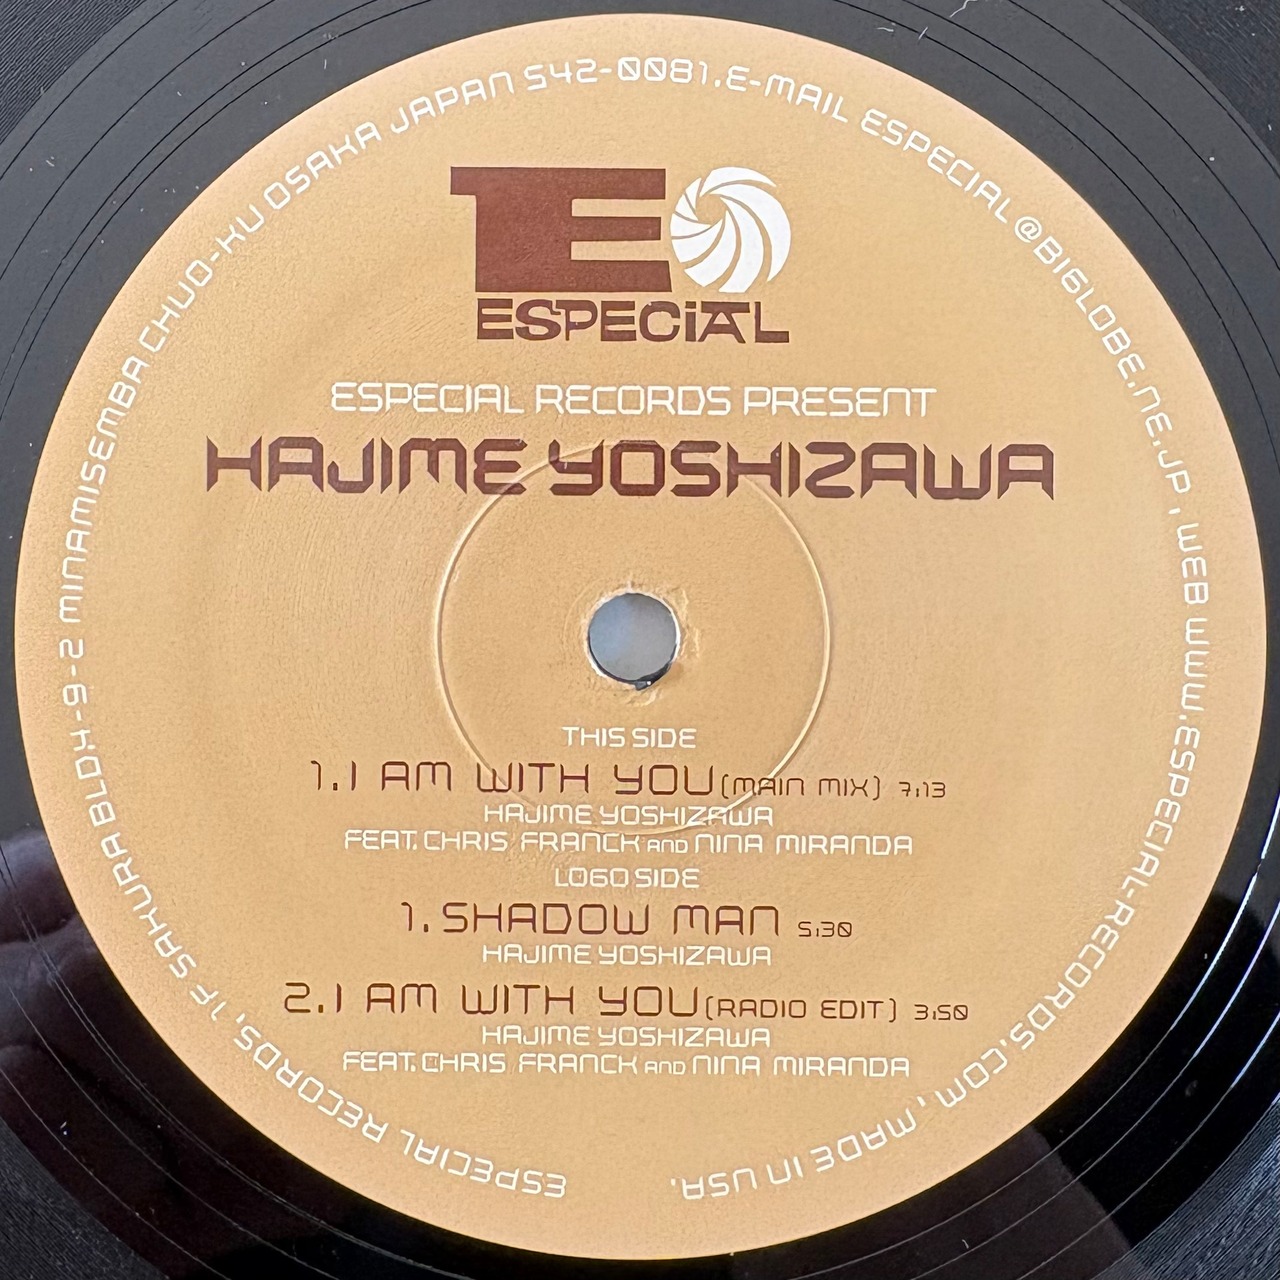 ESPECIAL RECORDS, 1F SAKURA BLDK-9-2 MINAMISEMBA CHUO-KU OSAKA JAPAN 542-0081.E-MAIL ESPECIAL@BIGLOBE.NE.JP, WEB WWW.ESPECIAL-RECORDS.COM, MADE IN USA.
E
ESPECIAL
ESPECIAL RECORDS PRESENT
HAJIME YOSHIZAWA
THIS SIDE
1. I AM WITH YOU (MAIN MIX) 7:13
HAJIME YOSHIZAWA
FEAT. CHRIS FRANCK AND NINA MIRANDA
LOGO SIDE
1. SHADOW MAN 5:30
HAJIME YOSHIZAWA
2. I AM WITH YOU (RADIO EDIT) 3:50
HAJIME YOSHIZAWA
FEAT. CHRIS FRANCK AND NINA MIRANDA